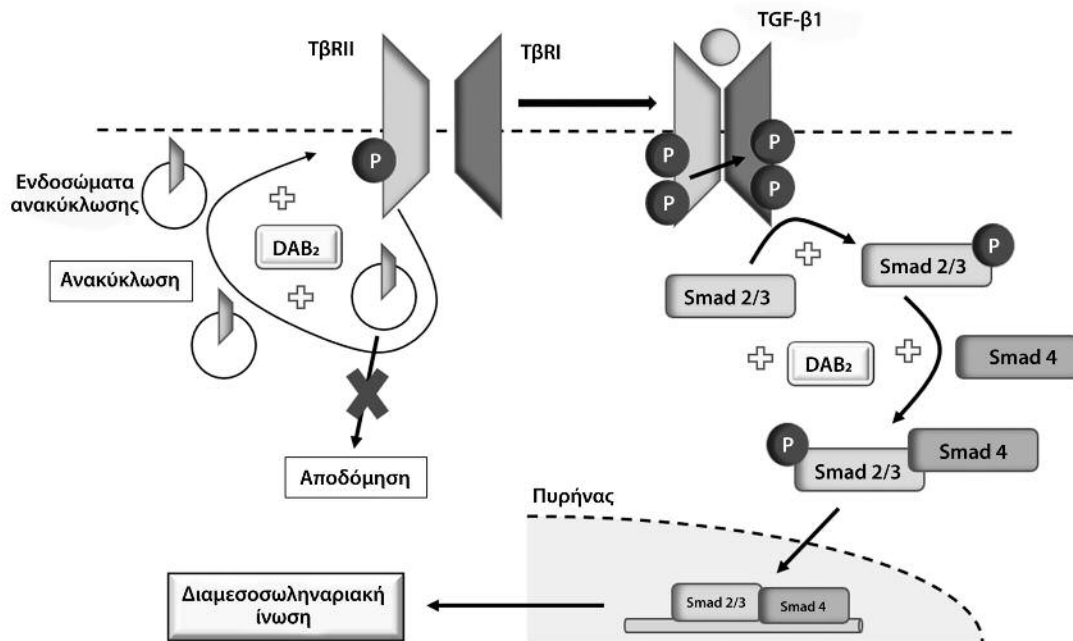 TGF-β1
TβRII
TβRI
P
P
P
P
P
Ενδοσώματα
ανακύκλωσης
DAB₂
Ανακύκλωση
P
Smad 2/3
Smad 2/3
DAB₂
Smad 4
P
Smad 2/3
Smad 4
Αποδόμηση
Πυρήνας
Διαμεσοσωληναριακή
ίνωση
Smad 2/3
Smad 4